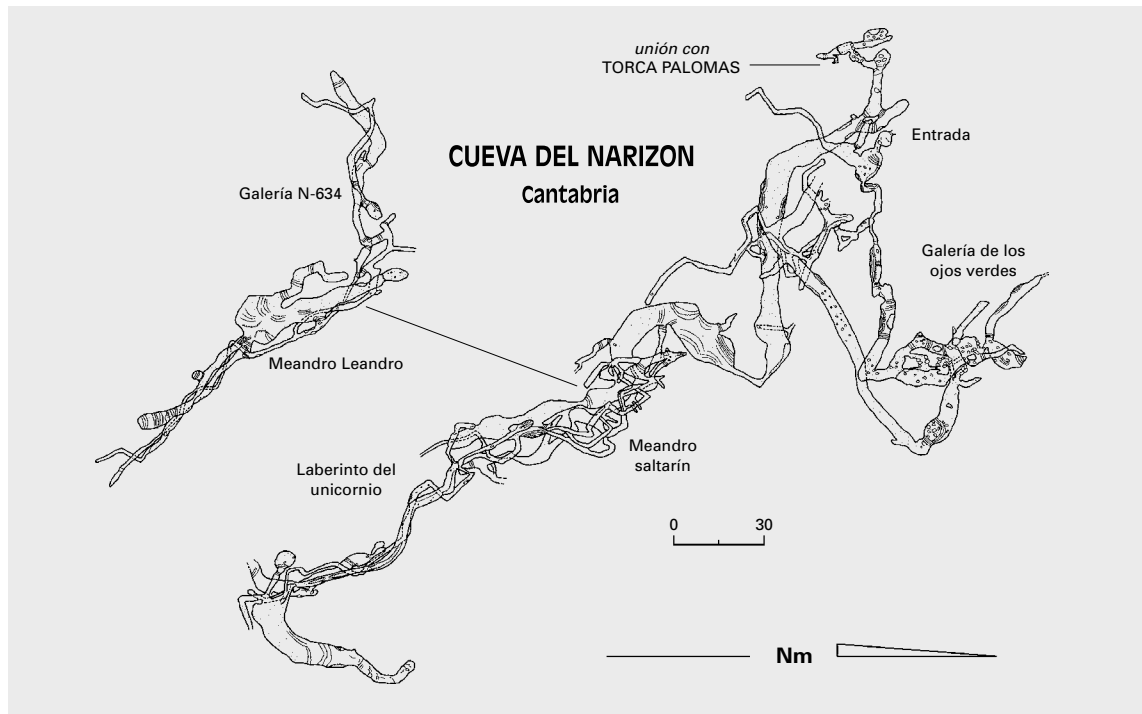 unión con
TORCA PALOMAS
Entrada
CUEVA DEL NARIZON
Cantabria
Galería N-634
Galería de los
ojos verdes
Meandro Leandro
Meandro
saltarín
Laberinto del
unicornio
0 30
Nm